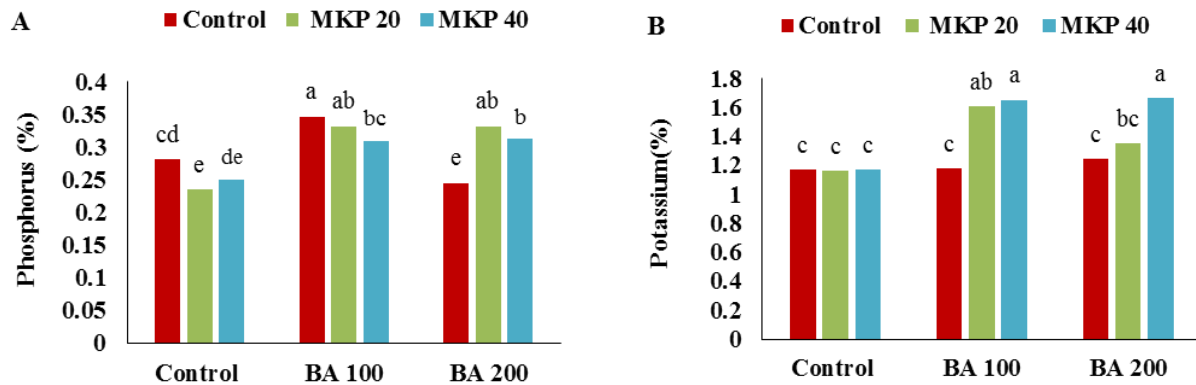 A
Control MKP 20 MKP 40
Phosphorus (%)
0.4
0.35
0.3
0.25
0.2
0.15
0.1
0.05
0
cd
e
de
a
ab
bc
e
ab
b
Control BA 100 BA 200
B
Control MKP 20 MKP 40
Potassium(%)
1.8
1.6
1.4
1.2
1
0.8
0.6
0.4
0.2
0
c
c
c
c
ab
a
c
bc
a
Control BA 100 BA 200